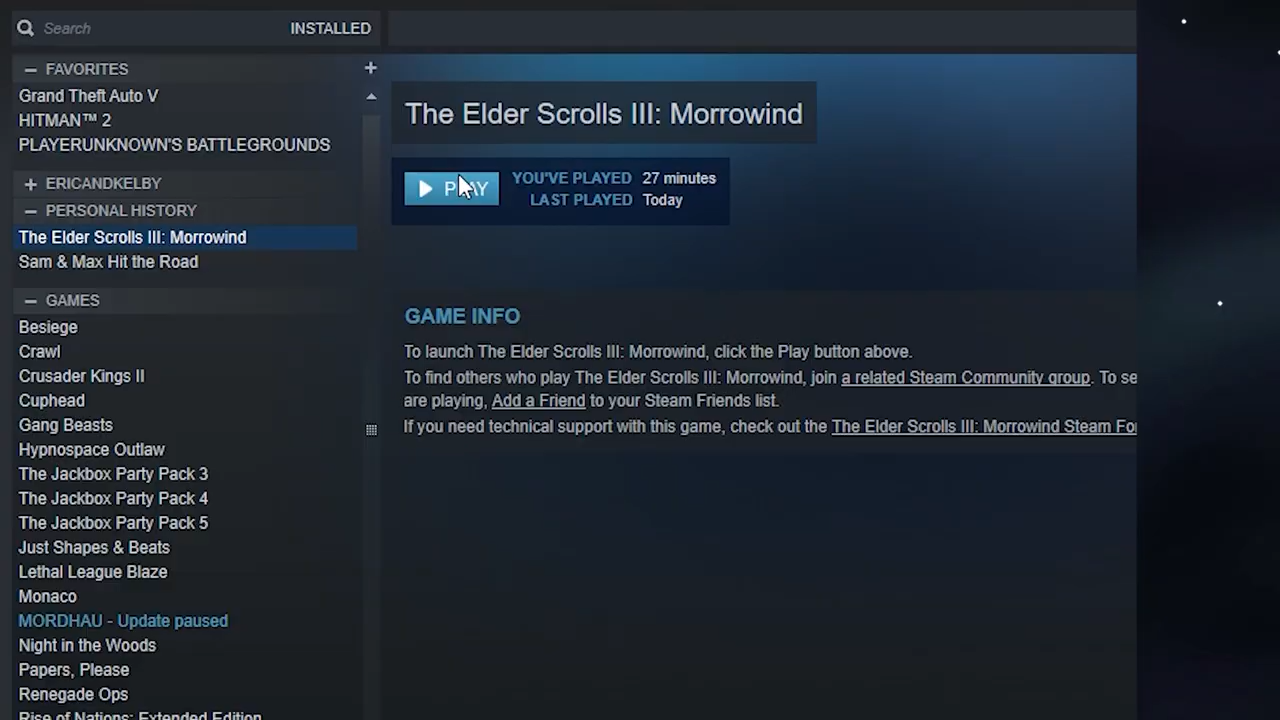 Search INSTALLED
– FAVORITES +
Grand Theft Auto V
HITMAN™ 2
PLAYERUNKNOWN'S BATTLEGROUNDS
+ ERICANDKELBY
– PERSONAL HISTORY
The Elder Scrolls III: Morrowind
Sam & Max Hit the Road
– GAMES
Besiege
Crawl
Crusader Kings II
Cuphead
Gang Beasts
Hypnospace Outlaw
The Jackbox Party Pack 3
The Jackbox Party Pack 4
The Jackbox Party Pack 5
Just Shapes & Beats
Lethal League Blaze
Monaco
MORDHAU - Update paused
Night in the Woods
Papers, Please
Renegade Ops
Rise of Nations: Extended Edition
The Elder Scrolls III: Morrowind
PLAY
YOU'VE PLAYED 27 minutes
LAST PLAYED Today
GAME INFO
To launch The Elder Scrolls III: Morrowind, click the Play button above.
To find others who play The Elder Scrolls III: Morrowind, join a related Steam Community group. To se
are playing, Add a Friend to your Steam Friends list.
If you need technical support with this game, check out the The Elder Scrolls III: Morrowind Steam Fo